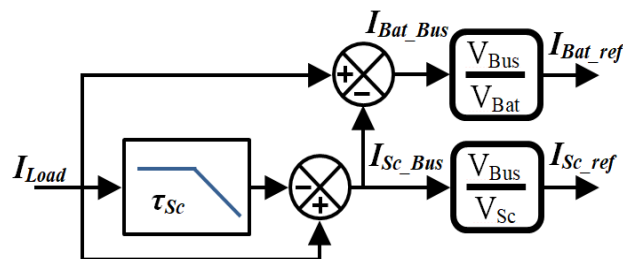 I_Bat_Bus
V_Bus
V_Bat
I_Bat_ref
+
−
I_Load
τ_Sc
−
+
I_Sc_Bus
V_Bus
V_Sc
I_Sc_ref